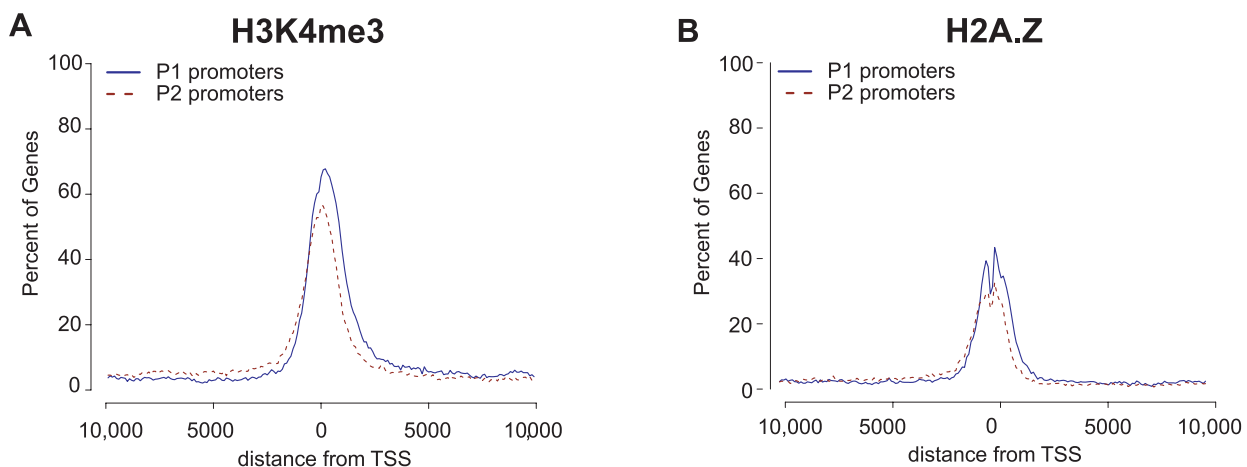 A
H3K4me3
100
80
60
40
20
0
Percent of Genes
P1 promoters
P2 promoters
10,000 5000 0 5000 10,000
distance from TSS
B
H2A.Z
100
80
60
40
20
0
Percent of Genes
P1 promoters
P2 promoters
10,000 5000 0 5000 10,000
distance from TSS